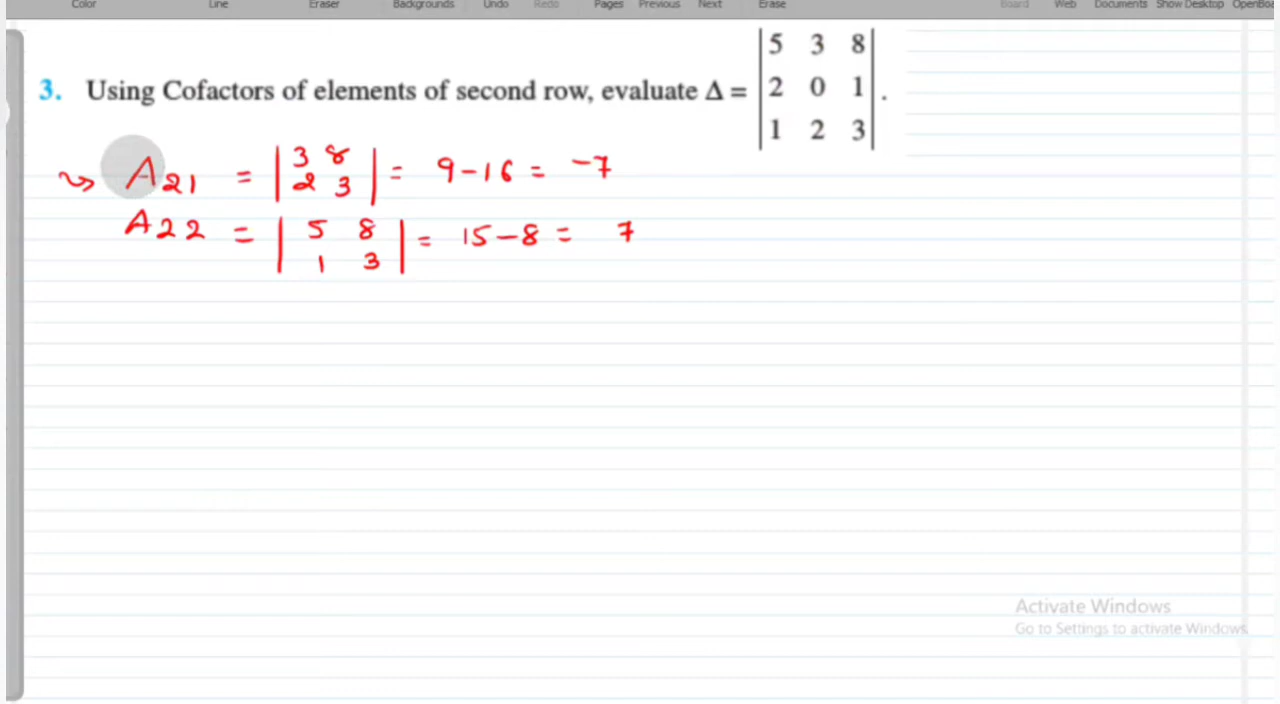 Color Line Eraser Backgrounds Undo Redo Pages Previous Next Erase Board Web Documents Show Desktop OpenBoa
3. Using Cofactors of elements of second row, evaluate Δ = |5 3 8|
|2 0 1| .
|1 2 3|
A21 = |3 8| = 9-16 = -7
|2 3|
A22 = |5 8| = 15-8 = 7
|1 3|
Activate Windows
Go to Settings to activate Windows.